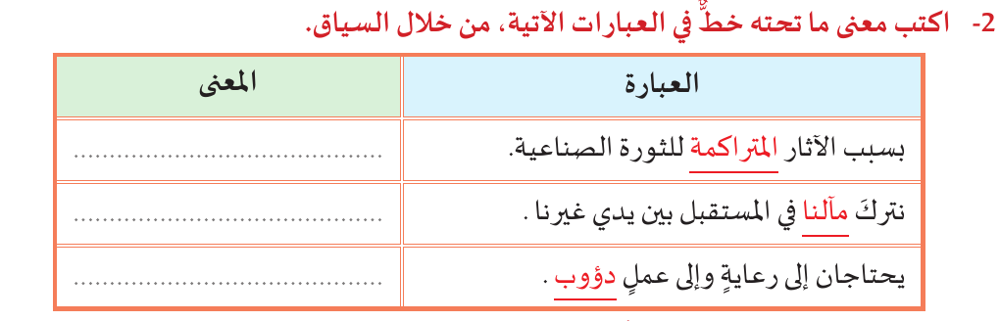 2- اكتب معنى ما تحته خطٌّ في العبارات الآتية، من خلال السياق.
العبارة
المعنى
بسبب الآثار المتراكمة للثورة الصناعية.
........................................
نتركَ مآلنا في المستقبل بين يدي غيرنا .
........................................
يحتاجان إلى رعايةٍ وإلى عملٍ دؤوب .
........................................